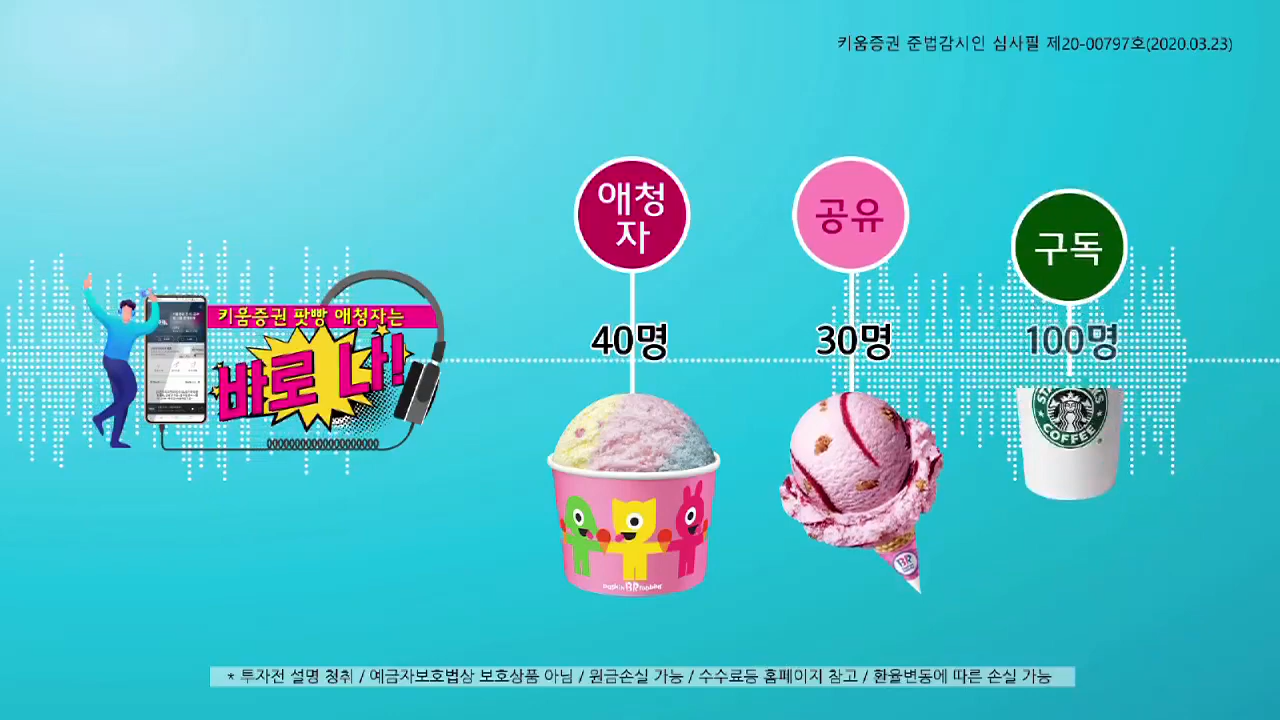 키움증권 준법감시인 심사필 제20-00797호(2020.03.23)
애청
자
공유
구독
키움증권 팟빵 애청자는
바로 나!
40명
30명
100명
COFFEE
BR
baskin BR robbins
* 투자전 설명 청취 / 예금자보호법상 보호상품 아님 / 원금손실 가능 / 수수료등 홈페이지 참고 / 환율변동에 따른 손실 가능